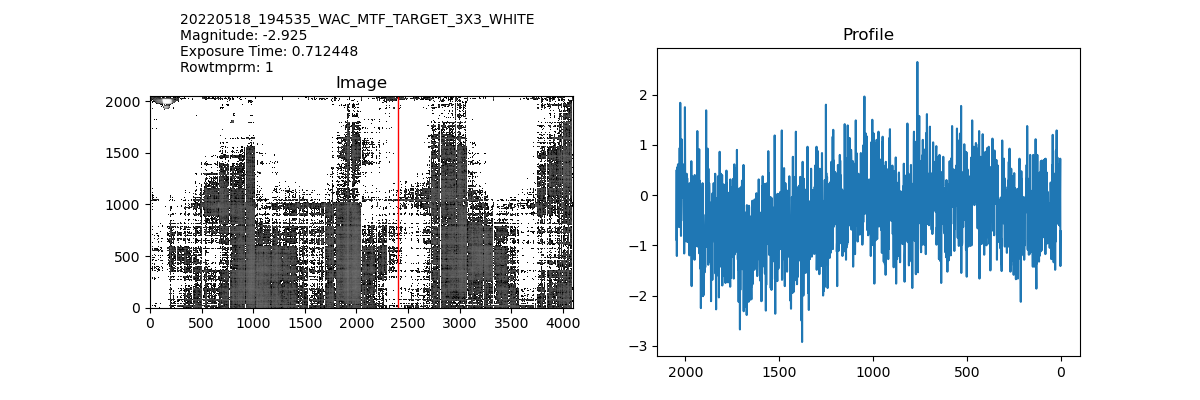 20220518_194535_WAC_MTF_TARGET_3X3_WHITE
Magnitude: -2.925
Exposure Time: 0.712448
Rowtmprm: 1
Image
2000
1500
1000
500
0
0 500 1000 1500 2000 2500 3000 3500 4000
Profile
2
1
0
−1
−2
−3
2000 1500 1000 500 0